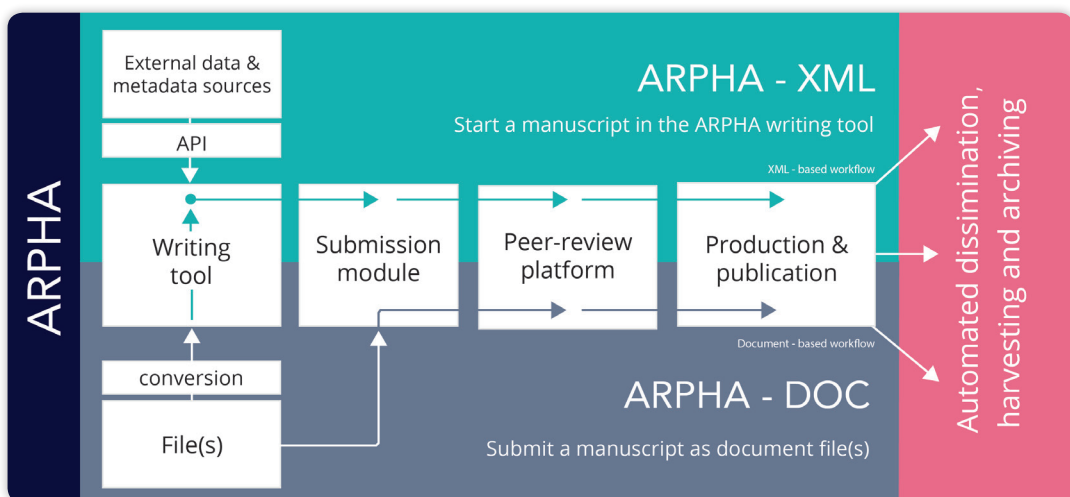 ARPHA
External data &
metadata sources
API
ARPHA - XML
Start a manuscript in the ARPHA writing tool
XML - based workflow
Writing
tool
Submission
module
Peer-review
platform
Production &
publication
Document - based workflow
conversion
File(s)
ARPHA - DOC
Submit a manuscript as document file(s)
Automated dissimination,
harvesting and archiving